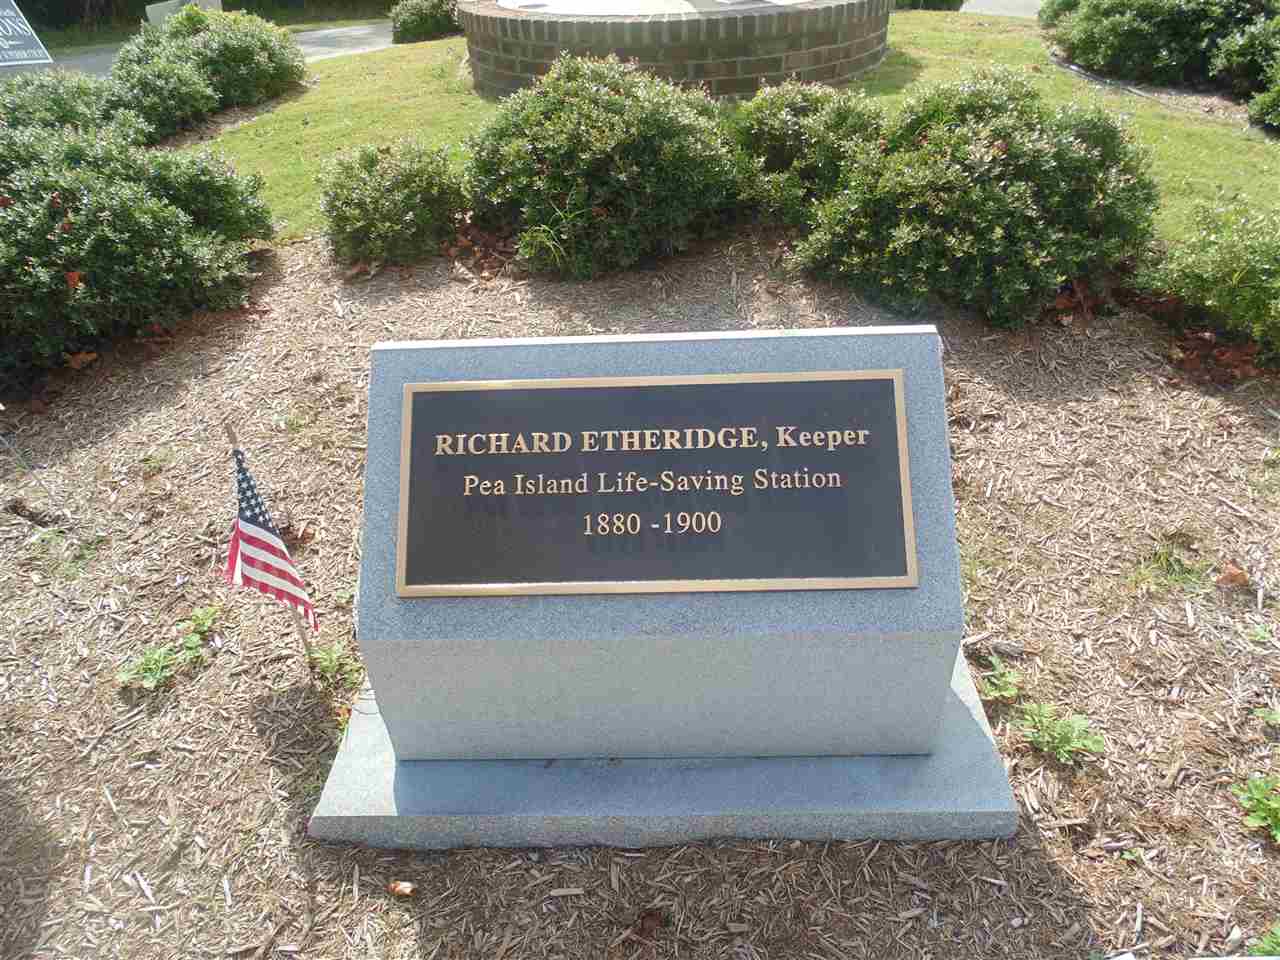 RICHARD ETHERIDGE, Keeper
Pea Island Life-Saving Station
1880 -1900